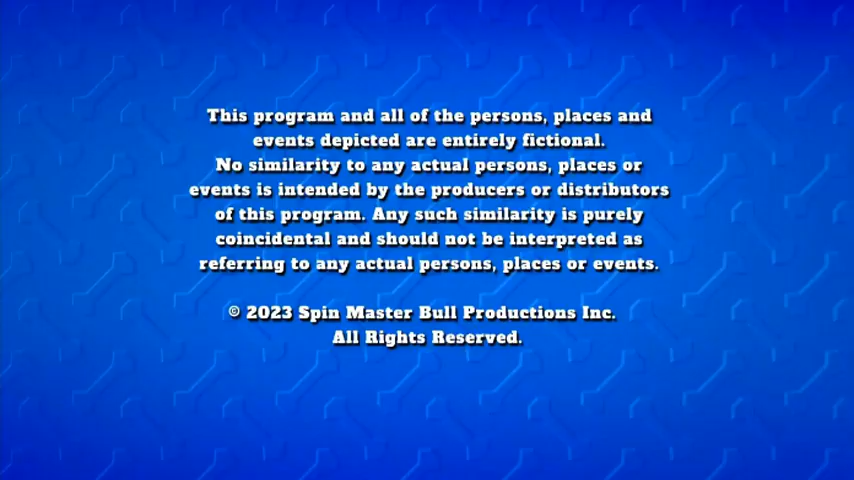 This program and all of the persons, places and
events depicted are entirely fictional.
No similarity to any actual persons, places or
events is intended by the producers or distributors
of this program. Any such similarity is purely
coincidental and should not be interpreted as
referring to any actual persons, places or events.
© 2023 Spin Master Bull Productions Inc.
All Rights Reserved.